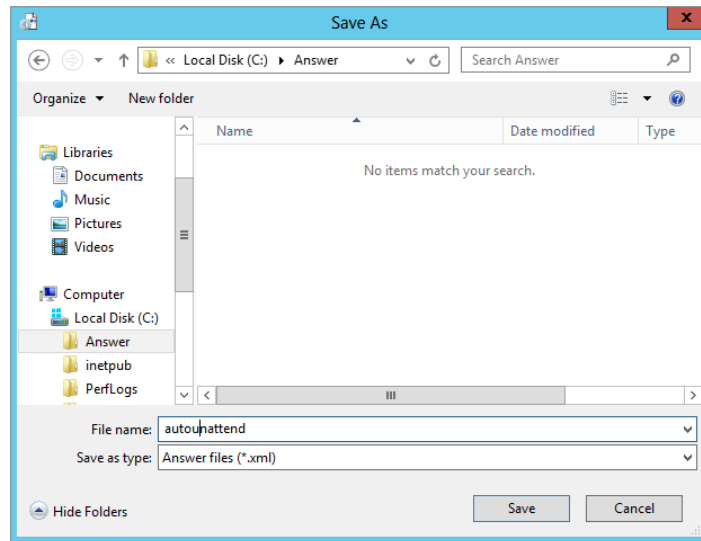 Save As
x
« Local Disk (C:) Answer
Search Answer
Organize New folder
Name Date modified Type
No items match your search.
Libraries
Documents
Music
Pictures
Videos
Computer
Local Disk (C:)
Answer
inetpub
PerfLogs
File name: autounattend
Save as type: Answer files (*.xml)
Hide Folders Save Cancel